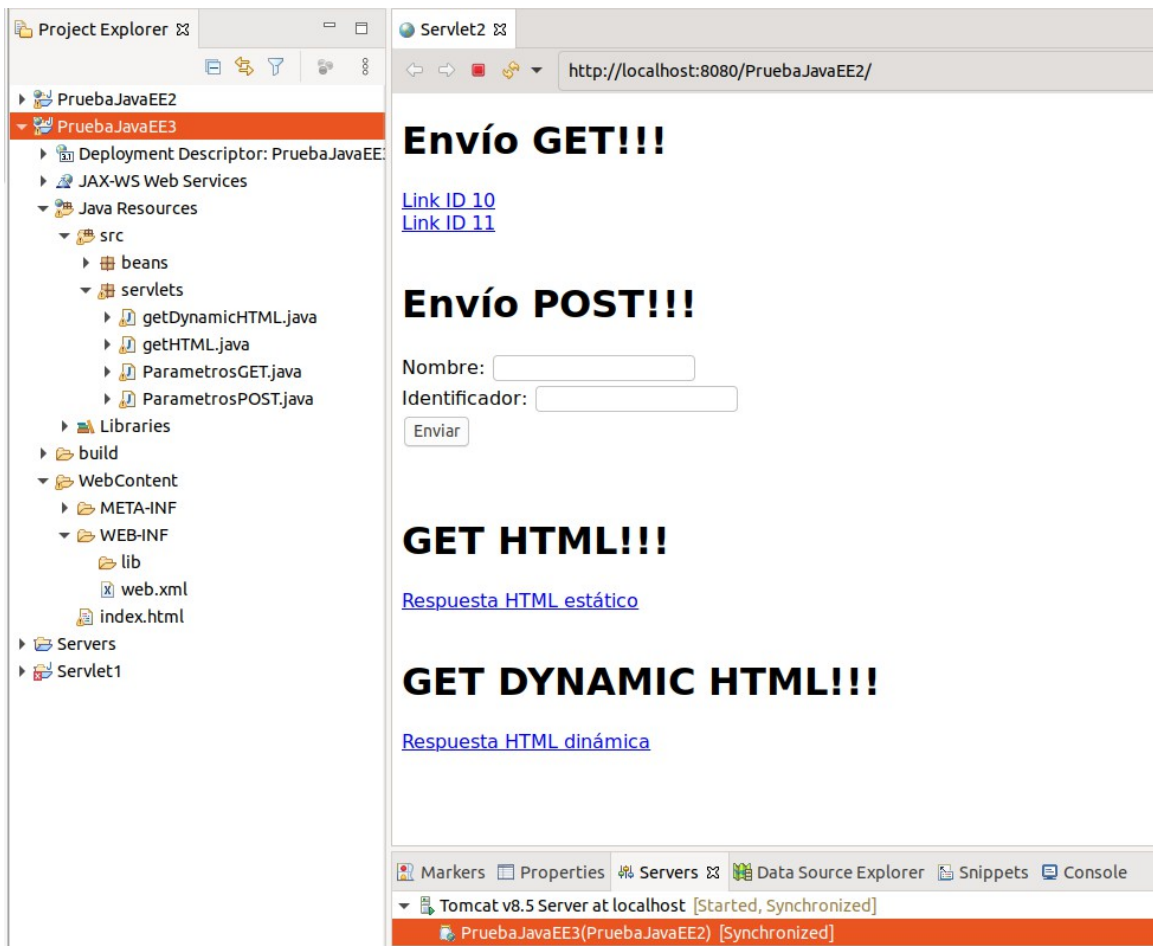 Project Explorer
PruebaJavaEE2
PruebaJavaEE3
Deployment Descriptor: PruebaJavaEE
JAX-WS Web Services
Java Resources
src
beans
servlets
getDynamicHTML.java
getHTML.java
ParametrosGET.java
ParametrosPOST.java
Libraries
build
WebContent
META-INF
WEB-INF
lib
web.xml
index.html
Servers
Servlet1
Servlet2
http://localhost:8080/PruebaJavaEE2/
Envío GET!!!
Link ID 10
Link ID 11
Envío POST!!!
Nombre:
Identificador:
Enviar
GET HTML!!!
Respuesta HTML estático
GET DYNAMIC HTML!!!
Respuesta HTML dinámica
Markers Properties Servers Data Source Explorer Snippets Console
Tomcat v8.5 Server at localhost [Started, Synchronized]
PruebaJavaEE3(PruebaJavaEE2) [Synchronized]